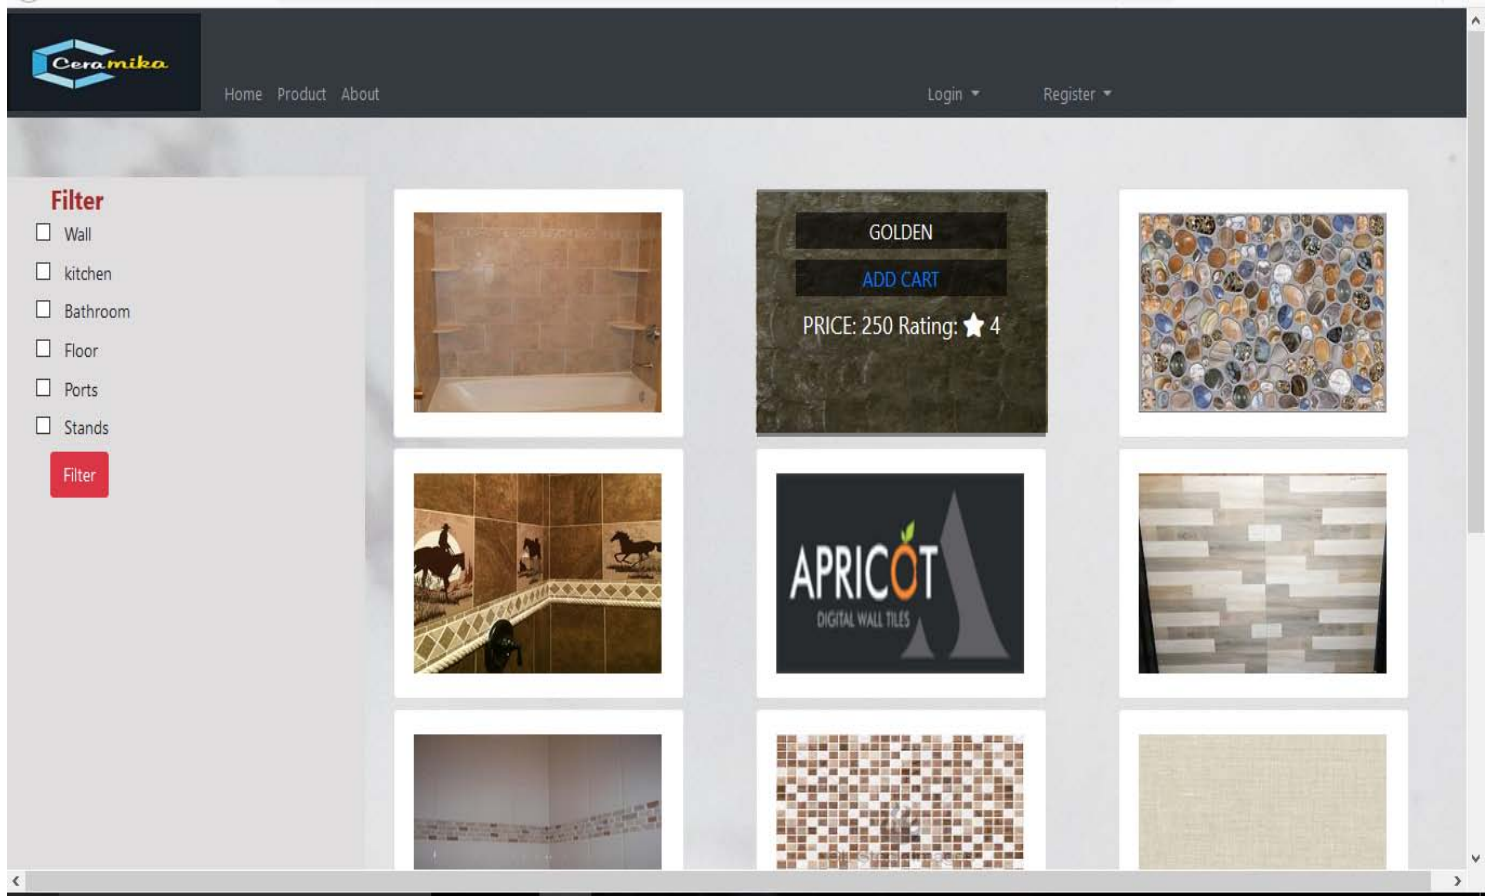 Ceramika
Home Product About Login Register
Filter
Wall
kitchen
Bathroom
Floor
Ports
Stands
Filter
GOLDEN
ADD CART
PRICE: 250 Rating: 4
APRICOT
DIGITAL WALL TILES